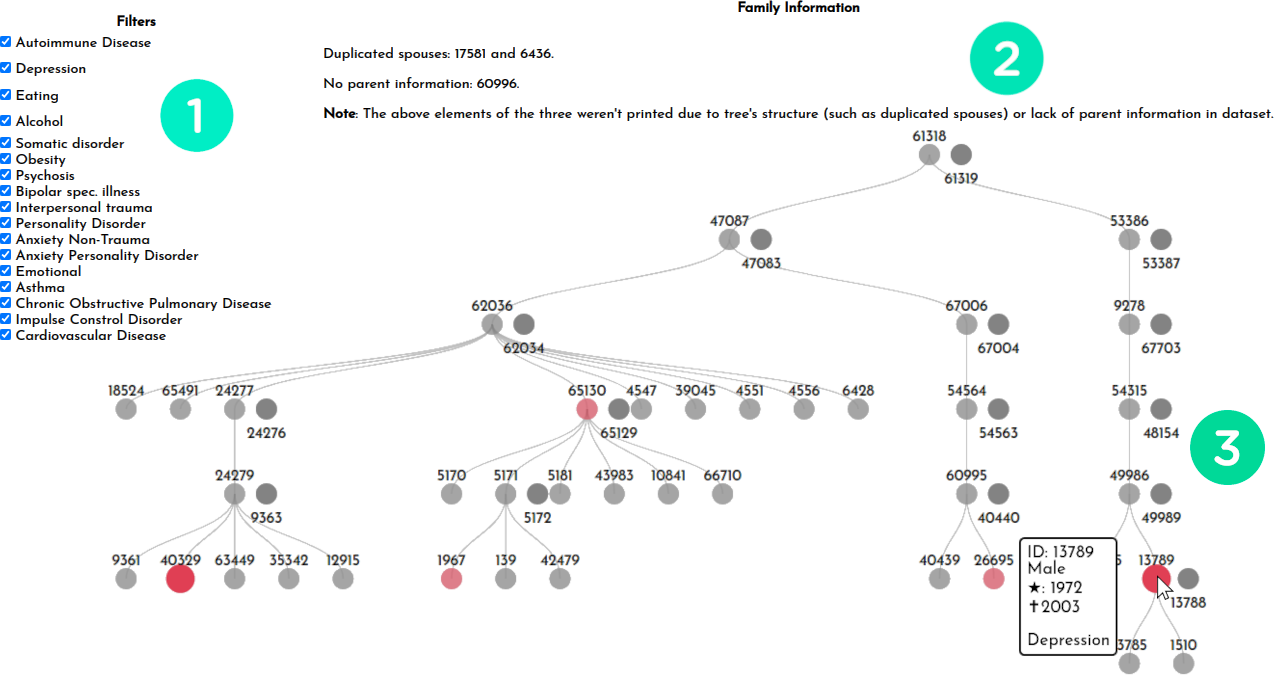 Filters
Autoimmune Disease
Depression
Eating
Alcohol
Somatic disorder
Obesity
Psychosis
Bipolar spec. illness
Interpersonal trauma
Personality Disorder
Anxiety Non-Trauma
Anxiety Personality Disorder
Emotional
Asthma
Chronic Obstructive Pulmonary Disease
Impulse Constrol Disorder
Cardiovascular Disease
1
Family Information
Duplicated spouses: 17581 and 6436.
No parent information: 60996.
Note: The above elements of the three weren't printed due to tree's structure (such as duplicated spouses) or lack of parent information in dataset.
2
61318
61319
47087 53386
47083 53387
62036 67006 9278
62034 67004 67703
18524 65491 24277 65130 4547 39045 4551 4556 6428 54564 54315
24276 65129 54563 48154
3
24279 5170 5171 5181 43983 10841 66710 60995 49986
9363 5172 40440 49989
9361 40329 63449 35342 12915 1967 139 42479 40439 26695 13789
13788
ID: 13789
Male
★: 1972
✝2003
Depression
3785 1510